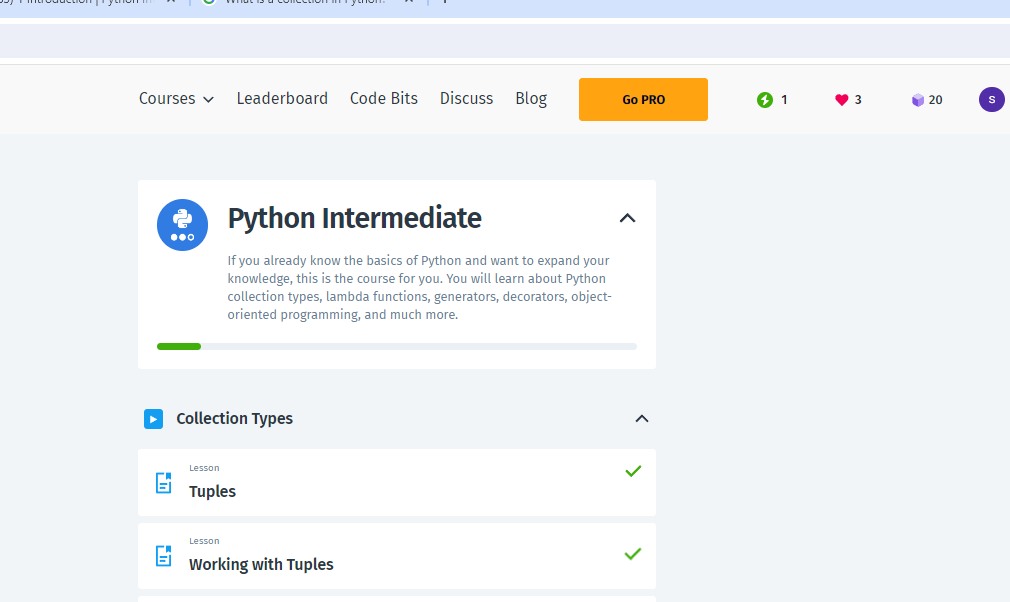 Introduction | Python
What is a collection in Python?
Courses Leaderboard Code Bits Discuss Blog Go PRO 1 3 20 S
Python Intermediate
If you already know the basics of Python and want to expand your
knowledge, this is the course for you. You will learn about Python
collection types, lambda functions, generators, decorators, object-
oriented programming, and much more.
Collection Types
Lesson
Tuples
Lesson
Working with Tuples